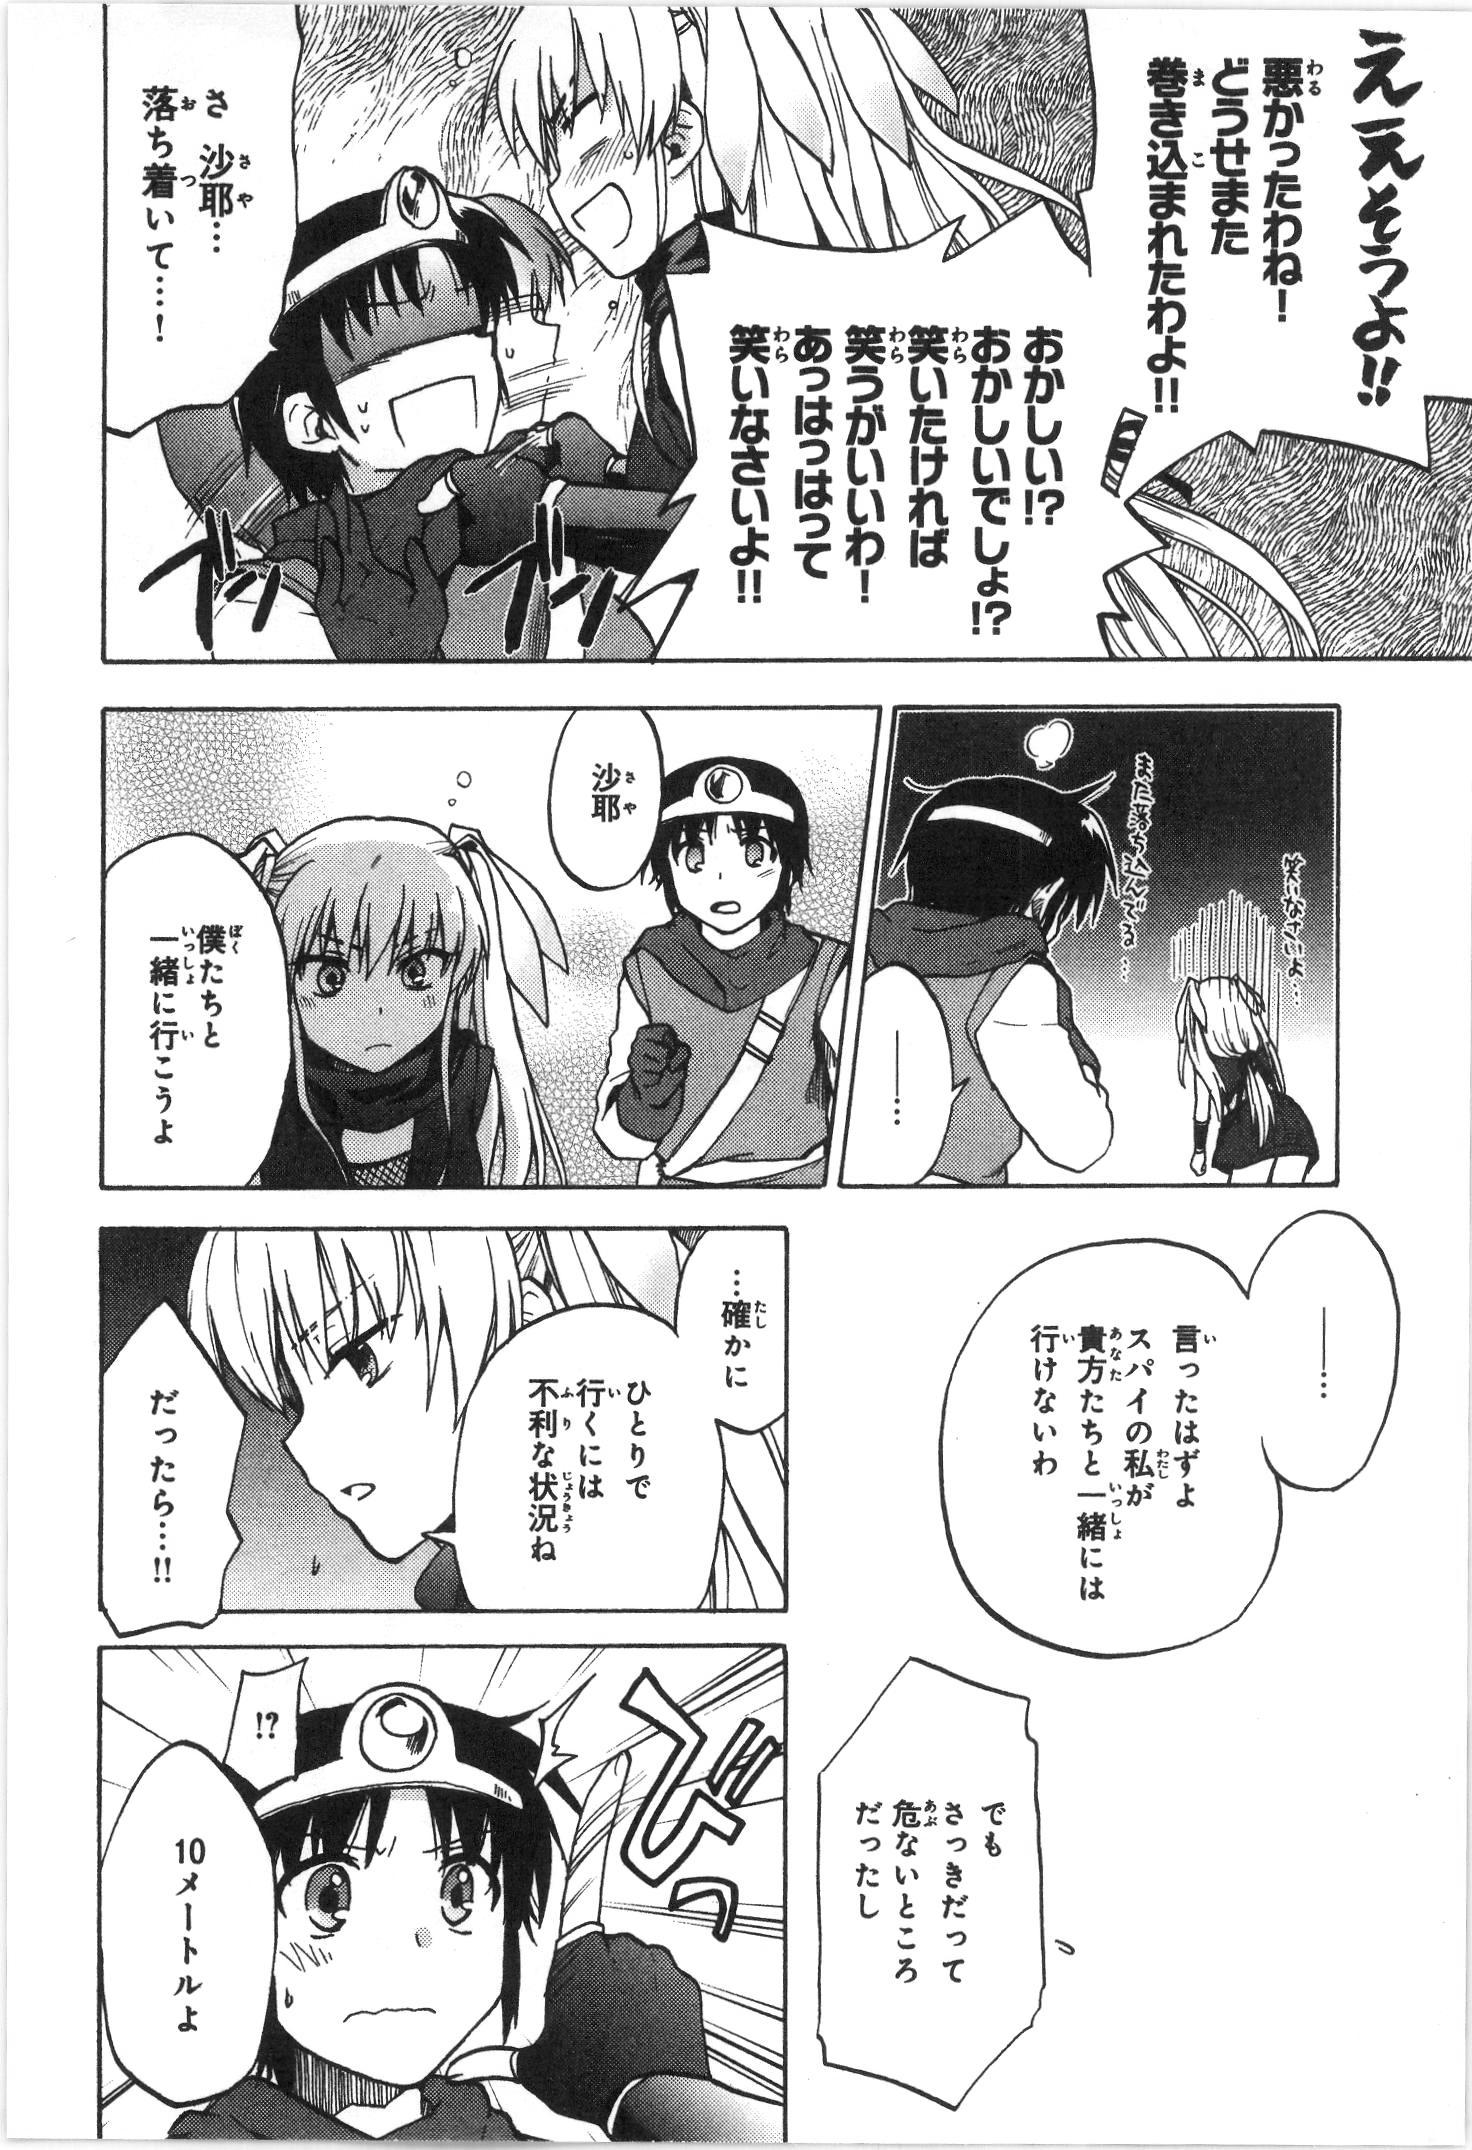 ええそうよ!!
悪かったわね!
どうせまた
巻き込まれたわよ!!
おかしい!?
おかしいでしょ!?
笑いたければ
笑うがいいわ!
あっはっはって
笑いなさいよ!!
さ 沙耶…
落ち着いて…!
ガクン
ガクン
笑いなさいよ…
また落ち込んでる…
……
沙耶
僕たちと
一緒に行こうよ
……
言ったはずよ
スパイの私が
貴方たちと一緒には
行けないわ
でも
さっきだって
危ないところ
だったし
…確かに
ひとりで
行くには
不利な状況ね
だったら…!!
びっ
!?
10メートルよ